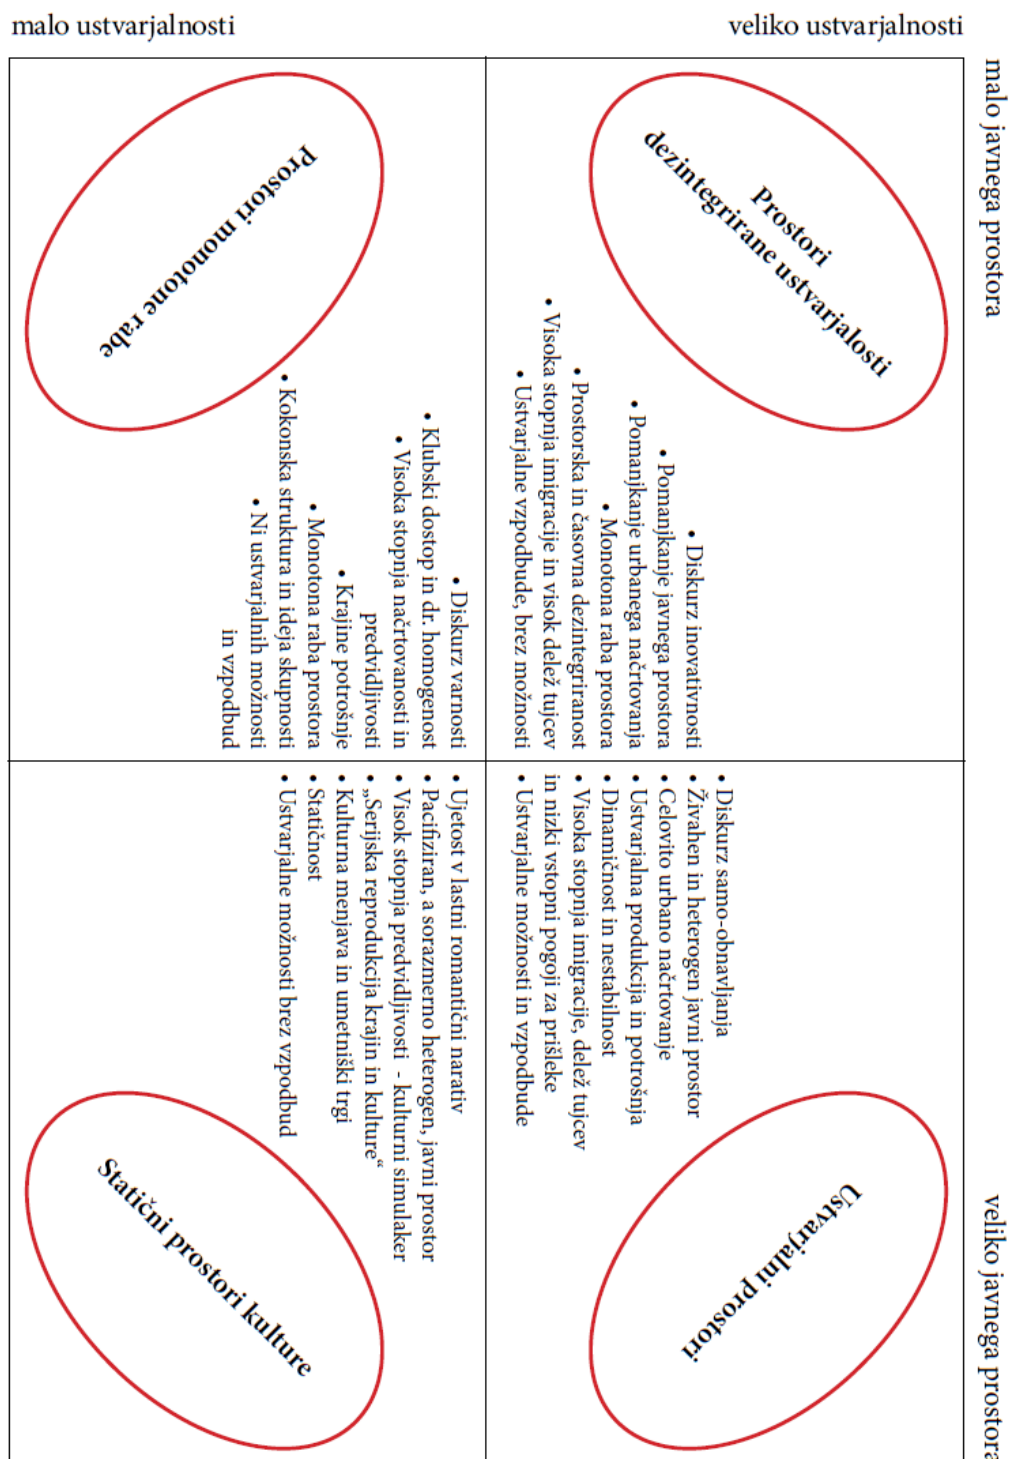 malo ustvarjalnosti
veliko ustvarjalnosti
malo javnega prostora
veliko javnega prostora
Prostori monotone rabe
• Diskurz varnosti
• Klubski dostop in dr. homogenost
• Visoka stopnja načrtovanosti in
predvidljivosti
• Krajine potrošnje
• Monotona raba prostora
• Kokonska struktura in ideja skupnosti
• Ni ustvarjalnih možnosti
in vzpodbud
Prostori
dezintegrirane ustvarjalosti
• Diskurz inovativnosti
• Pomanjkanje javnega prostora
• Pomanjkanje urbanega načrtovanja
• Monotona raba prostora
• Prostorska in časovna dezintegriranost
• Visoka stopnja imigracije in visok delež tujcev
• Ustvarjalne vzpodbude, brez možnosti
• Ujetost v lastni romantični narativ
• Pacifiziran, a sorazmerno heterogen, javni prostor
• Visok stopnja predvidljivosti - kulturni simulaker
• „Serijska reprodukcija krajin in kulture“
• Kulturna menjava in umetniški trgi
• Statičnost
• Ustvarjalne možnosti brez vzpodbud
Statični prostori kulture
• Diskurz samo-obnavljanja
• Živahen in heterogen javni prostor
• Celovito urbano načrtovanje
• Ustvarjalna produkcija in potrošnja
• Dinamičnost in nestabilnost
• Visoka stopnja imigracije, delež tujcev
in nizki vstopni pogoji za prišleke
• Ustvarjalne možnosti in vzpodbude
Ustvarjalni prostori